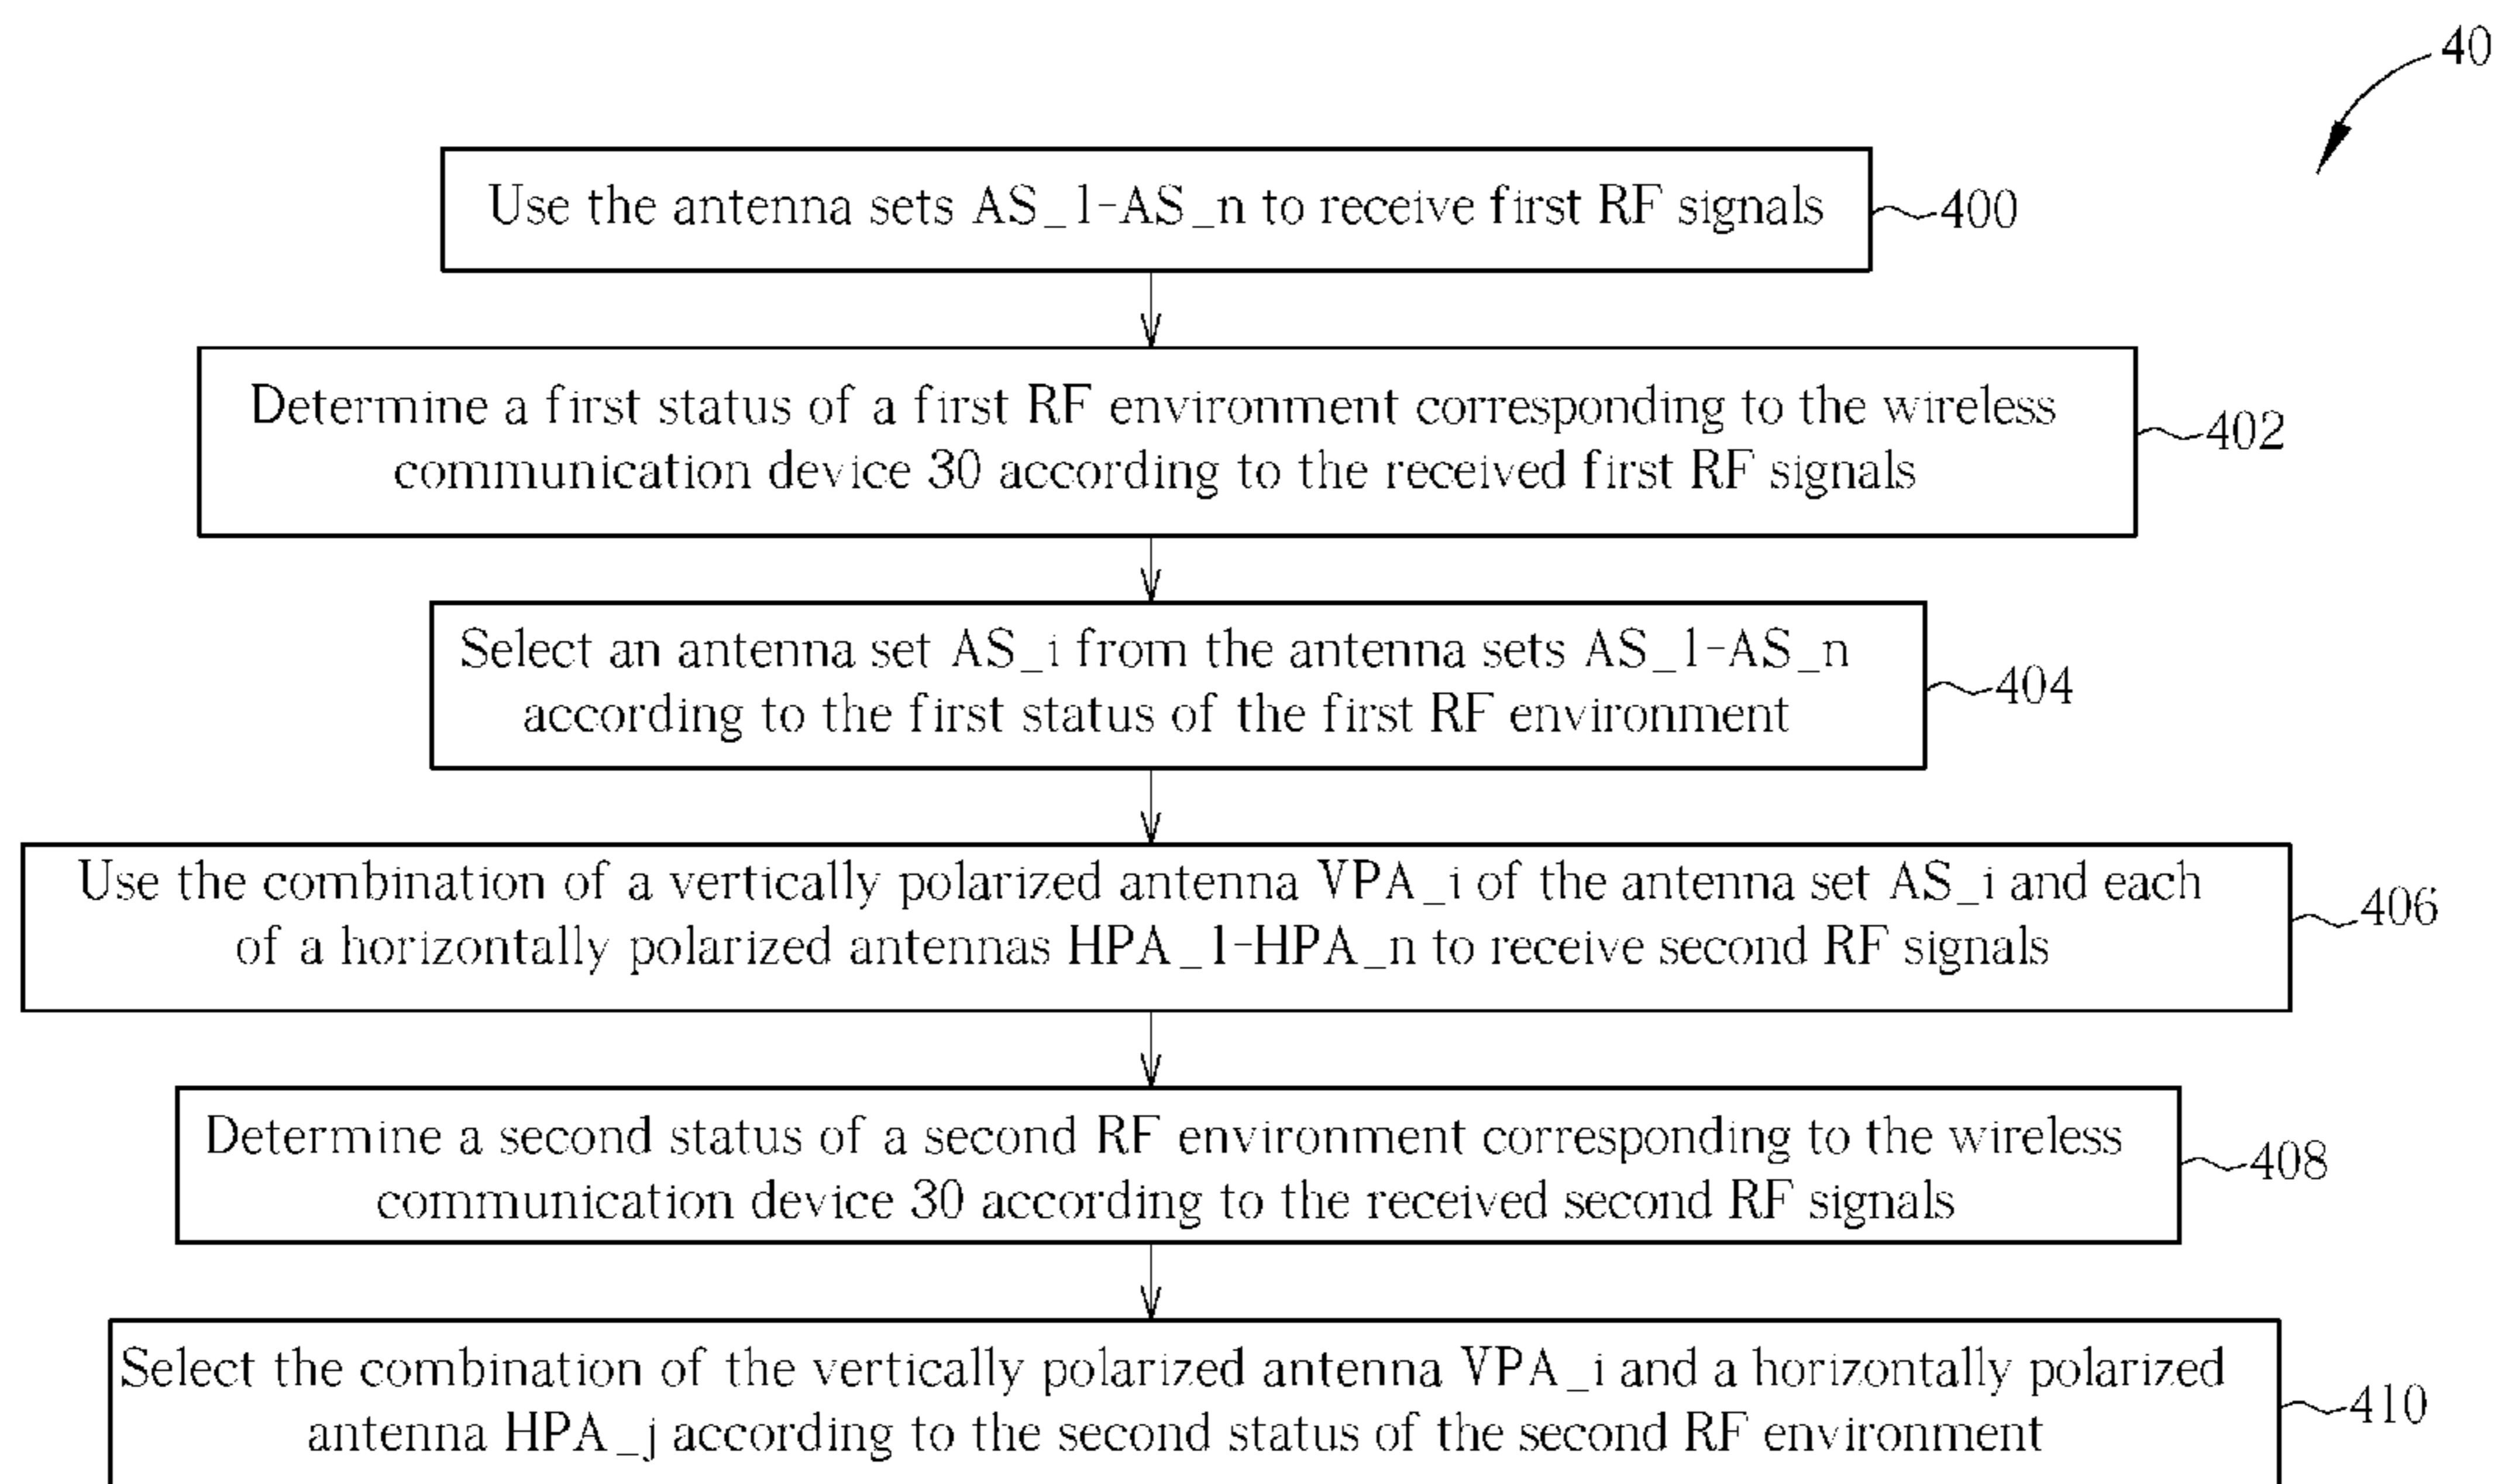 40
Use the antenna sets AS_1-AS_n to receive first RF signals
400
Determine a first status of a first RF environment corresponding to the wireless
communication device 30 according to the received first RF signals
402
Select an antenna set AS_i from the antenna sets AS_1-AS_n
according to the first status of the first RF environment
404
Use the combination of a vertically polarized antenna VPA_i of the antenna set AS_i and each
of a horizontally polarized antennas HPA_1-HPA_n to receive second RF signals
406
Determine a second status of a second RF environment corresponding to the wireless
communication device 30 according to the received second RF signals
408
Select the combination of the vertically polarized antenna VPA_i and a horizontally polarized
antenna HPA_j according to the second status of the second RF environment
410